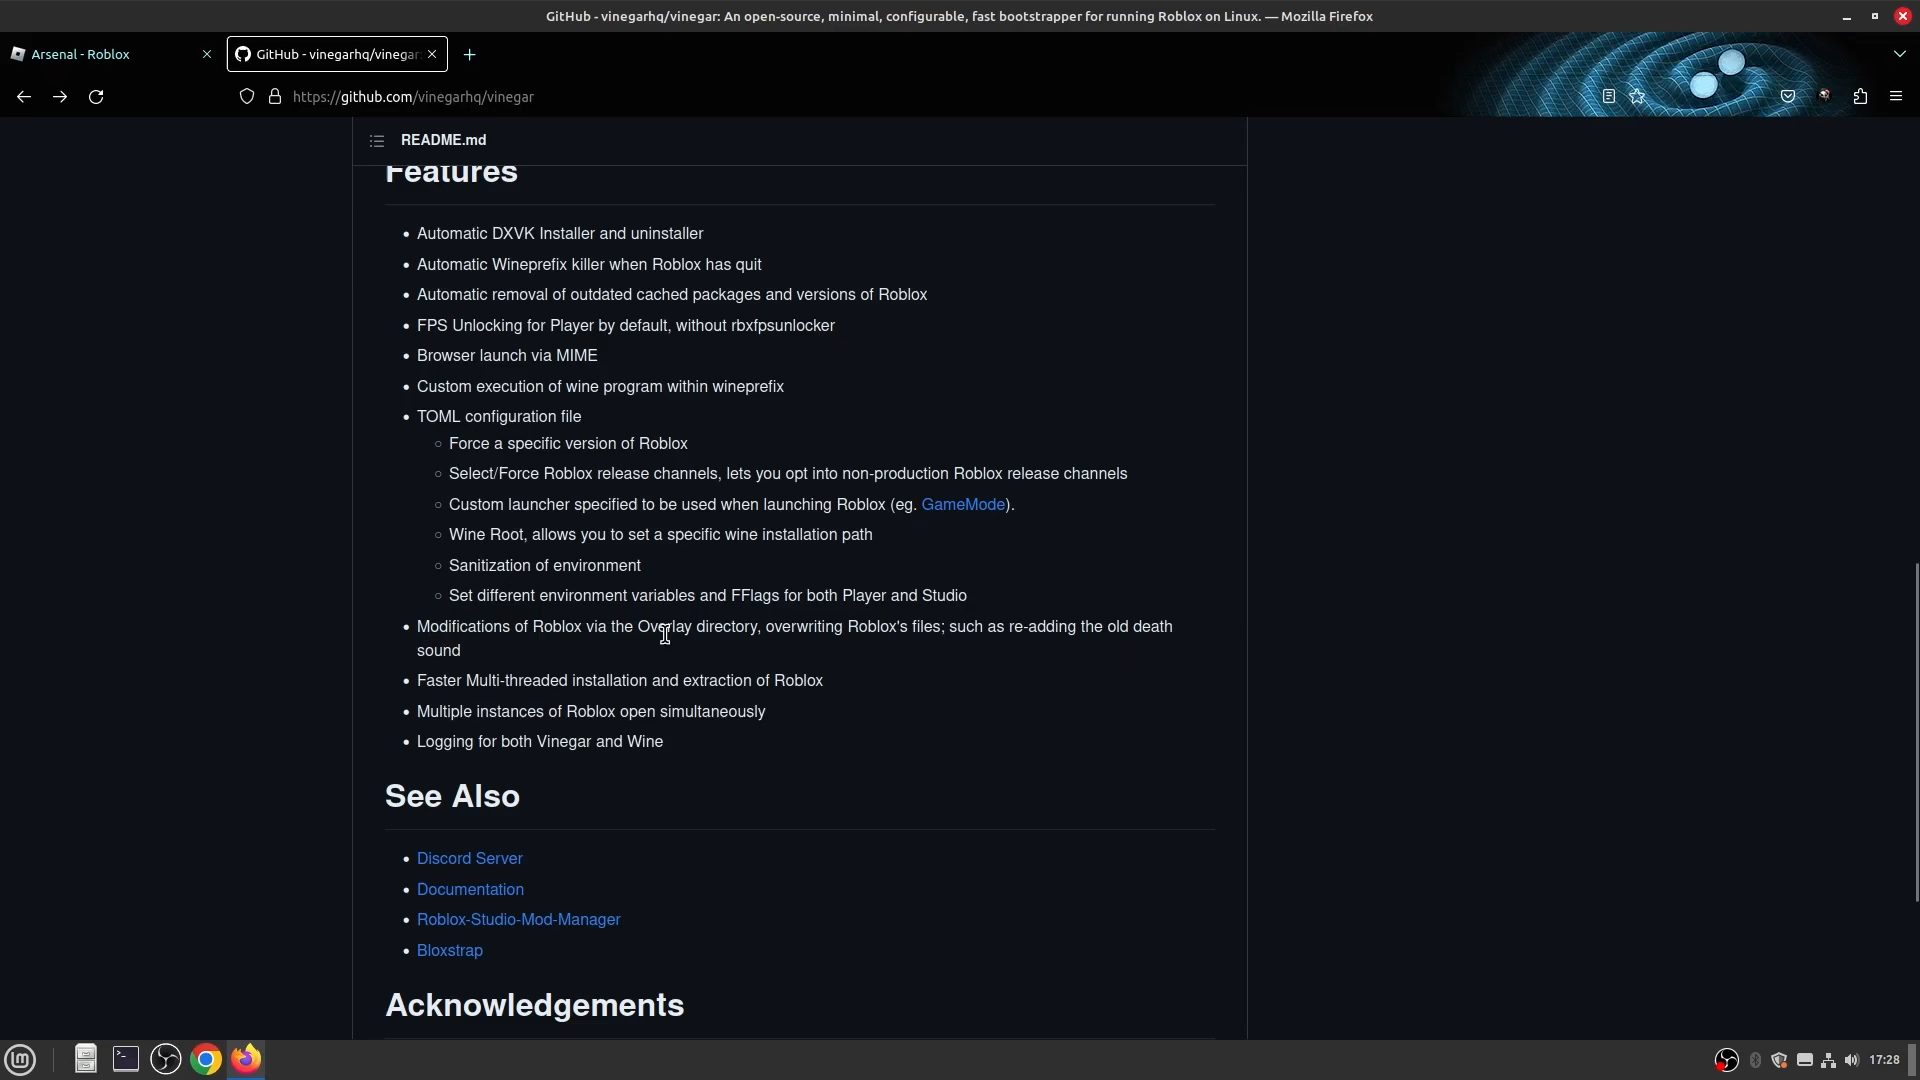 GitHub - vinegarhq/vinegar: An open-source, minimal, configurable, fast bootstrapper for running Roblox on Linux. — Mozilla Firefox
Arsenal - Roblox
GitHub - vinegarhq/vinegar
https://github.com/vinegarhq/vinegar
README.md
Features
Automatic DXVK Installer and uninstaller
Automatic Wineprefix killer when Roblox has quit
Automatic removal of outdated cached packages and versions of Roblox
FPS Unlocking for Player by default, without rbxfpsunlocker
Browser launch via MIME
Custom execution of wine program within wineprefix
TOML configuration file
Force a specific version of Roblox
Select/Force Roblox release channels, lets you opt into non-production Roblox release channels
Custom launcher specified to be used when launching Roblox (eg. GameMode).
Wine Root, allows you to set a specific wine installation path
Sanitization of environment
Set different environment variables and FFlags for both Player and Studio
Modifications of Roblox via the Overlay directory, overwriting Roblox's files; such as re-adding the old death
sound
Faster Multi-threaded installation and extraction of Roblox
Multiple instances of Roblox open simultaneously
Logging for both Vinegar and Wine
See Also
Discord Server
Documentation
Roblox-Studio-Mod-Manager
Bloxstrap
Acknowledgements
17:28